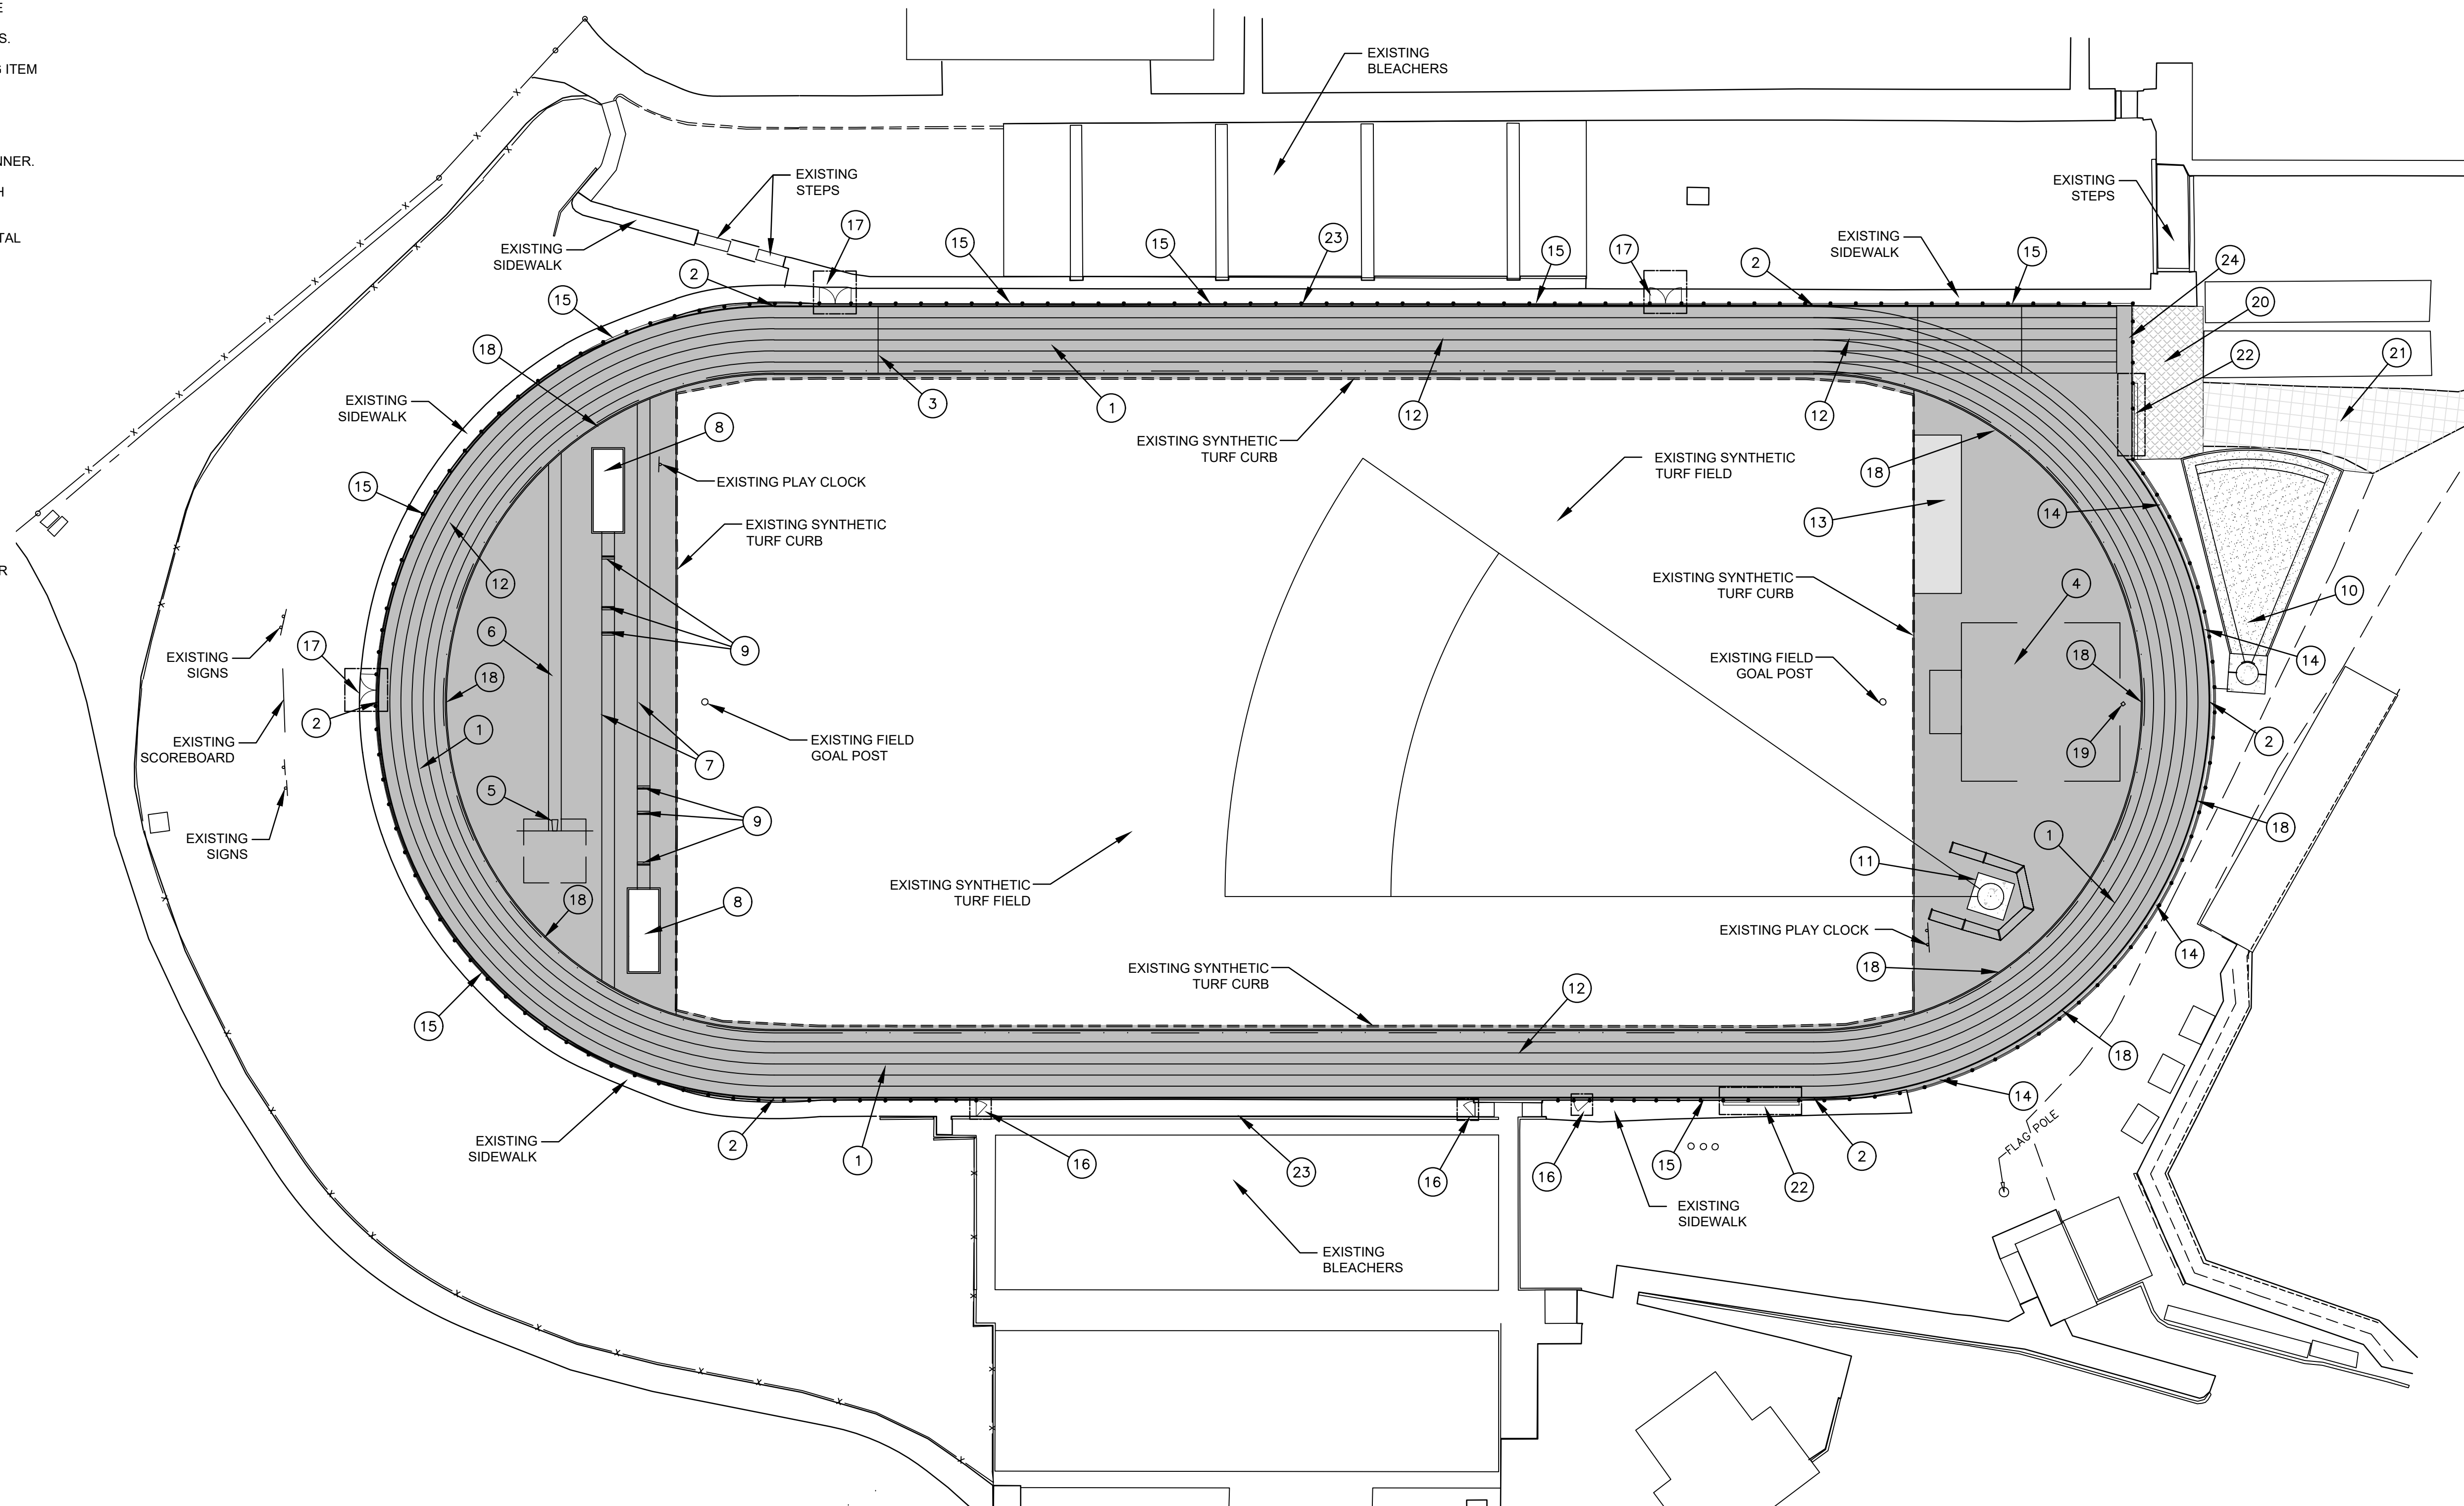 E
S.
G ITEM
NNER.
H
TAL
R
EXISTING
BLEACHERS
EXISTING
STEPS
EXISTING
STEPS
17
15
15
23
15
17
2
EXISTING
SIDEWALK
15
24
EXISTING
SIDEWALK
2
15
20
18
22
21
3
1
12
12
EXISTING
SIDEWALK
8
EXISTING SYNTHETIC
TURF CURB
EXISTING SYNTHETIC
TURF FIELD
18
EXISTING PLAY CLOCK
15
14
13
EXISTING SYNTHETIC
TURF CURB
12
EXISTING SYNTHETIC
TURF CURB
4
10
6
17
9
EXISTING
SIGNS
EXISTING FIELD
GOAL POST
18
14
18
2
1
EXISTING
SCOREBOARD
EXISTING FIELD
GOAL POST
7
19
2
5
9
EXISTING
SIGNS
18
1
11
EXISTING SYNTHETIC
TURF FIELD
18
8
EXISTING PLAY CLOCK
14
EXISTING SYNTHETIC
TURF CURB
18
12
15
18
14
FLAG POLE
EXISTING
SIDEWALK
2
1
16
23
16
16
15
22
2
EXISTING
SIDEWALK
EXISTING
BLEACHERS